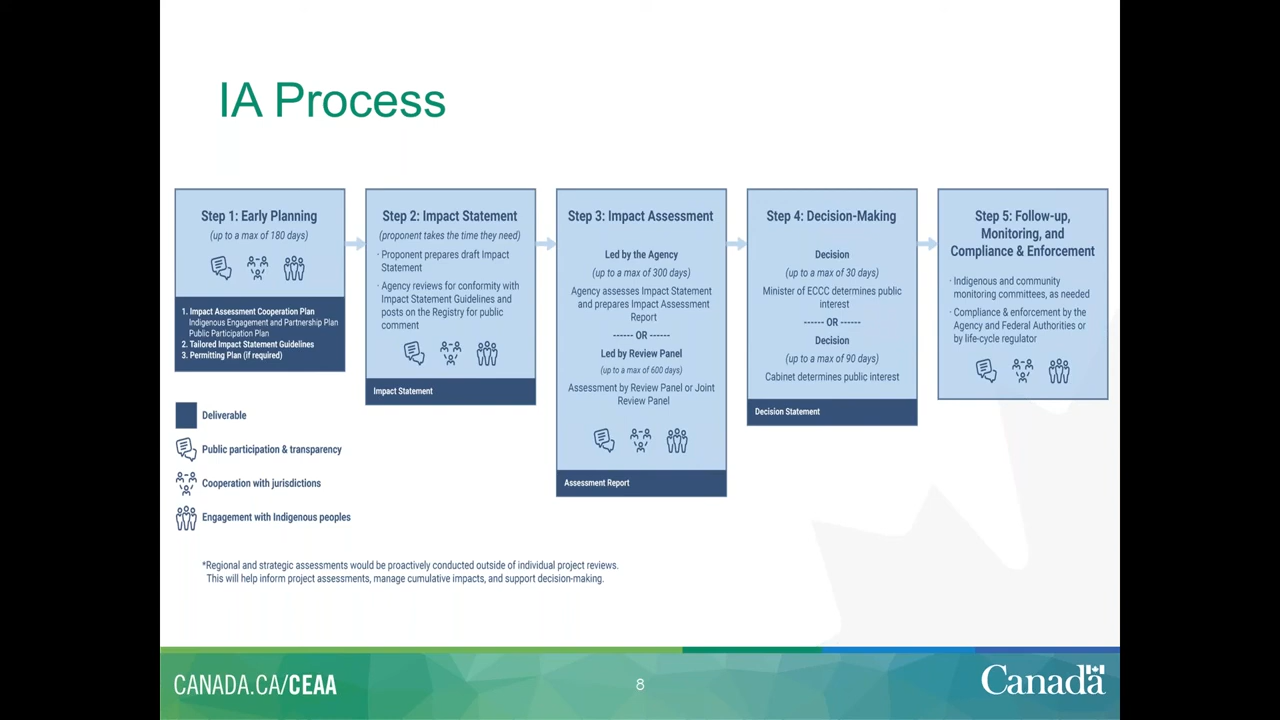 IA Process
Step 1: Early Planning
(up to a max of 180 days)
1. Impact Assessment Cooperation Plan
Indigenous Engagement and Partnership Plan
Public Participation Plan
2. Tailored Impact Statement Guidelines
3. Permitting Plan (if required)
Step 2: Impact Statement
(proponent takes the time they need)
· Proponent prepares draft Impact
Statement
· Agency reviews for conformity with
Impact Statement Guidelines and
posts on the Registry for public
comment
Impact Statement
Step 3: Impact Assessment
Led by the Agency
(up to a max of 300 days)
Agency assesses Impact Statement
and prepares Impact Assessment
Report
------ OR ------
Led by Review Panel
(up to a max of 600 days)
Assessment by Review Panel or Joint
Review Panel
Assessment Report
Step 4: Decision-Making
Decision
(up to a max of 30 days)
Minister of ECCC determines public
interest
------ OR ------
Decision
(up to a max of 90 days)
Cabinet determines public interest
Decision Statement
Step 5: Follow-up,
Monitoring, and
Compliance & Enforcement
· Indigenous and community
monitoring committees, as needed
· Compliance & enforcement by the
Agency and Federal Authorities or
by life-cycle regulator
Deliverable
Public participation & transparency
Cooperation with jurisdictions
Engagement with Indigenous peoples
*Regional and strategic assessments would be proactively conducted outside of individual project reviews.
This will help inform project assessments, manage cumulative impacts, and support decision-making.
CANADA.CA/CEAA
8
Canada